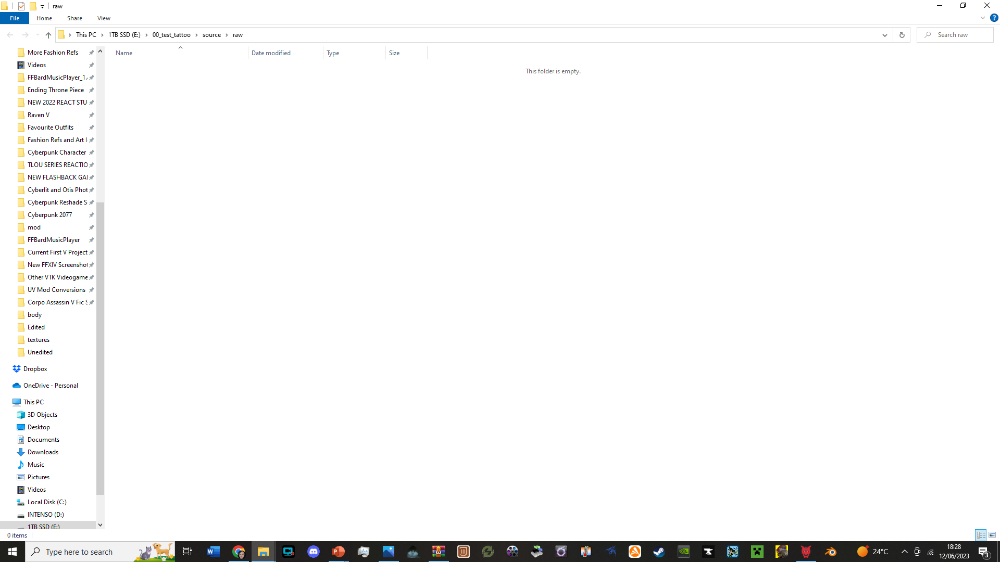 raw
File
Home
Share
View
This PC
1TB SSD (E:)
00_test_tattoo
source
raw
Search raw
Name
Date modified
Type
Size
This folder is empty.
More Fashion Refs
Videos
FFBardMusicPlayer_1.
Ending Throne Piece
NEW 2022 REACT STU
Raven V
Favourite Outfits
Fashion Refs and Art I
Cyberpunk Character
TLOU SERIES REACTIO
NEW FLASHBACK GAI
Cyberlit and Otis Phot
Cyberpunk Reshade S
Cyberpunk 2077
mod
FFBardMusicPlayer
Current First V Project
New FFXIV Screenshot
Other VTK Videogame
UV Mod Conversions
Corpo Assassin V Fic S
body
Edited
textures
Unedited
Dropbox
OneDrive - Personal
This PC
3D Objects
Desktop
Documents
Downloads
Music
Pictures
Videos
Local Disk (C:)
INTENSO (D:)
1TB SSD (E:)
0 items
Type here to search
24°C
18:28
12/06/2023
3